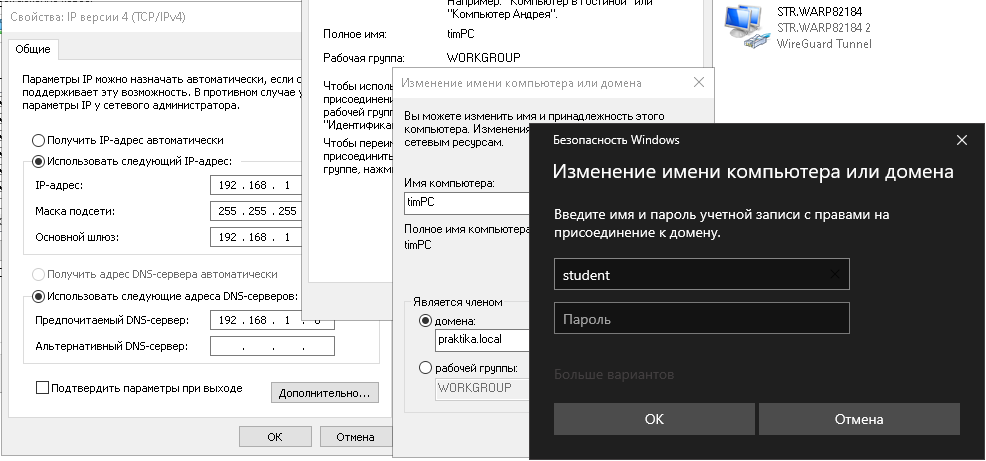 Свойства: IP версии 4 (TCP/IPv4)
Общие
Параметры IP можно назначать автоматически, если с
поддерживает эту возможность. В противном случае у
параметры IP у сетевого администратора.
Получить IP-адрес автоматически
Использовать следующий IP-адрес:
IP-адрес:
192 . 168 . 1
Маска подсети:
255 . 255 . 255
Основной шлюз:
192 . 168 . 1
Получить адрес DNS-сервера автоматически
Использовать следующие адреса DNS-серверов:
Предпочитаемый DNS-сервер:
192 . 168 . 1 .
Альтернативный DNS-сервер:
. . .
Подтвердить параметры при выходе
Дополнительно...
ОК
Отмена
Например: "Компьютер в гостиной" или
"Компьютер Андрея".
Полное имя:
timPC
Рабочая группа:
WORKGROUP
Чтобы исполь
присоединени
рабочей груп
"Идентифика
Чтобы переим
присоединить
группе, нажм
Изменение имени компьютера или домена
Вы можете изменить имя и принадлежность этого
компьютера. Изменения
сетевым ресурсам.
Имя компьютера:
timPC
Полное имя компьютера
timPC
Является членом
домена:
praktika.local
рабочей группы:
WORKGROUP
STR.WARP82184
STR.WARP82184 2
WireGuard Tunnel
Безопасность Windows
Изменение имени компьютера или домена
Введите имя и пароль учетной записи с правами на
присоединение к домену.
student
Пароль
Больше вариантов
ОК
Отмена